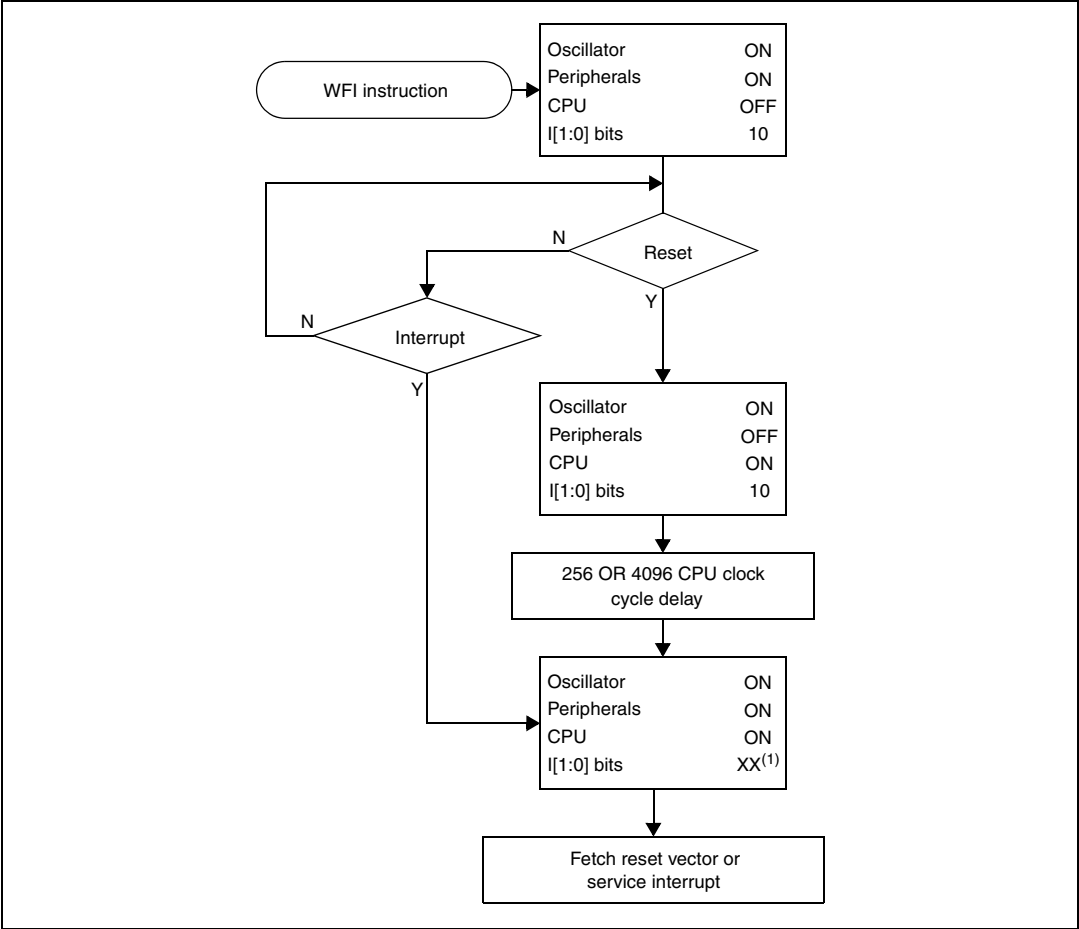 WFI instruction
Oscillator ON
Peripherals ON
CPU OFF
I[1:0] bits 10
N
Reset
Y
N
Interrupt
Y
Oscillator ON
Peripherals OFF
CPU ON
I[1:0] bits 10
256 OR 4096 CPU clock
cycle delay
Oscillator ON
Peripherals ON
CPU ON
I[1:0] bits XX(1)
Fetch reset vector or
service interrupt